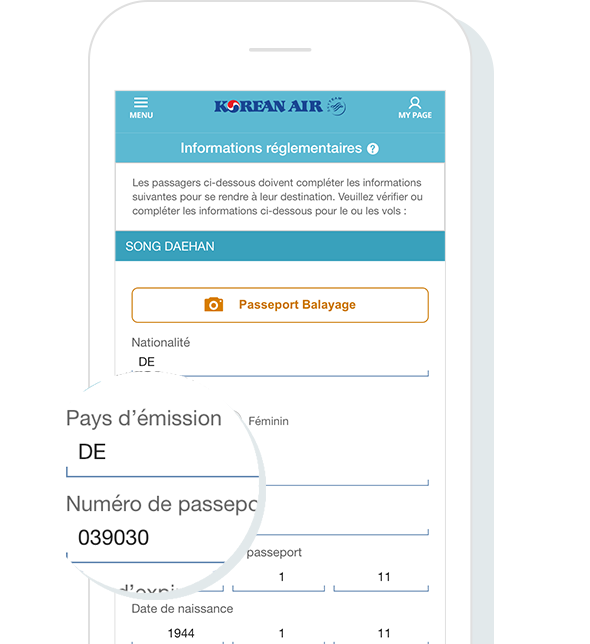 MENU
KOREAN AIR
MY PAGE
Informations réglementaires ?
Les passagers ci-dessous doivent compléter les informations
suivantes pour se rendre à leur destination. Veuillez vérifier ou
compléter les informations ci-dessous pour le ou les vols :
SONG DAEHAN
Passeport Balayage
Nationalité
DE
Pays d'émission
Féminin
DE
Numéro de passepo
039030
passeport
d'expi
1 11
Date de naissance
1944 1 11